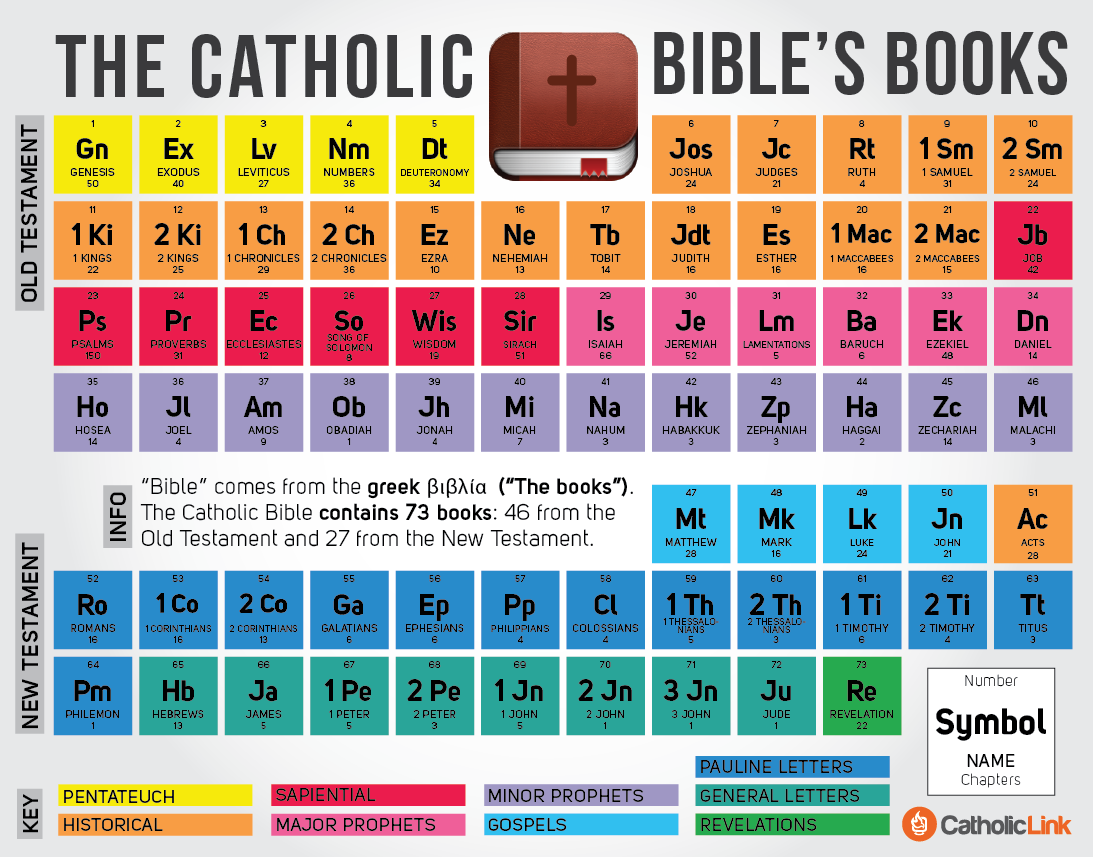 THE CATHOLIC BIBLE'S BOOKS
OLD TESTAMENT
1 2 3 4 5 6 7 8 9 10
Gn Ex Lv Nm Dt Jos Jc Rt 1 Sm 2 Sm
GENESIS EXODUS LEVITICUS NUMBERS DEUTERONOMY JOSHUA JUDGES RUTH 1 SAMUEL 2 SAMUEL
50 40 27 36 34 24 21 4 31 24
11 12 13 14 15 16 17 18 19 20 21 22
1 Ki 2 Ki 1 Ch 2 Ch Ez Ne Tb Jdt Es 1 Mac 2 Mac Jb
1 KINGS 2 KINGS 1 CHRONICLES 2 CHRONICLES EZRA NEHEMIAH TOBIT JUDITH ESTHER 1 MACCABEES 2 MACCABEES JOB
22 25 29 36 10 13 14 16 16 16 15 42
23 24 25 26 27 28 29 30 31 32 33 34
Ps Pr Ec So Wis Sir Is Je Lm Ba Ek Dn
PSALMS PROVERBS ECCLESIASTES SONG OF SOLOMON WISDOM SIRACH ISAIAH JEREMIAH LAMENTATIONS BARUCH EZEKIEL DANIEL
150 31 12 8 19 51 66 52 5 6 48 14
35 36 37 38 39 40 41 42 43 44 45 46
Ho Jl Am Ob Jh Mi Na Hk Zp Ha Zc Ml
HOSEA JOEL AMOS OBADIAH JONAH MICAH NAHUM HABAKKUK ZEPHANIAH HAGGAI ZECHARIAH MALACHI
14 4 9 1 4 7 3 3 3 2 14 3
INFO
"Bible" comes from the greek βιβλία ("The books").
The Catholic Bible contains 73 books: 46 from the
Old Testament and 27 from the New Testament.
NEW TESTAMENT
47 48 49 50 51
Mt Mk Lk Jn Ac
MATTHEW MARK LUKE JOHN ACTS
28 16 24 21 28
52 53 54 55 56 57 58 59 60 61 62 63
Ro 1 Co 2 Co Ga Ep Pp Cl 1 Th 2 Th 1 Ti 2 Ti Tt
ROMANS 1 CORINTHIANS 2 CORINTHIANS GALATIANS EPHESIANS PHILIPPIANS COLOSSIANS 1 THESSALO-NIANS 2 THESSALO-NIANS 1 TIMOTHY 2 TIMOTHY TITUS
16 16 13 6 6 4 4 5 3 6 4 3
64 65 66 67 68 69 70 71 72 73
Pm Hb Ja 1 Pe 2 Pe 1 Jn 2 Jn 3 Jn Ju Re
PHILEMON HEBREWS JAMES 1 PETER 2 PETER 1 JOHN 2 JOHN 3 JOHN JUDE REVELATION
1 13 5 5 3 5 1 1 1 22
Number
Symbol
NAME
Chapters
KEY
PENTATEUCH
HISTORICAL
SAPIENTIAL
MAJOR PROPHETS
MINOR PROPHETS
GOSPELS
PAULINE LETTERS
GENERAL LETTERS
REVELATIONS
CatholicLink